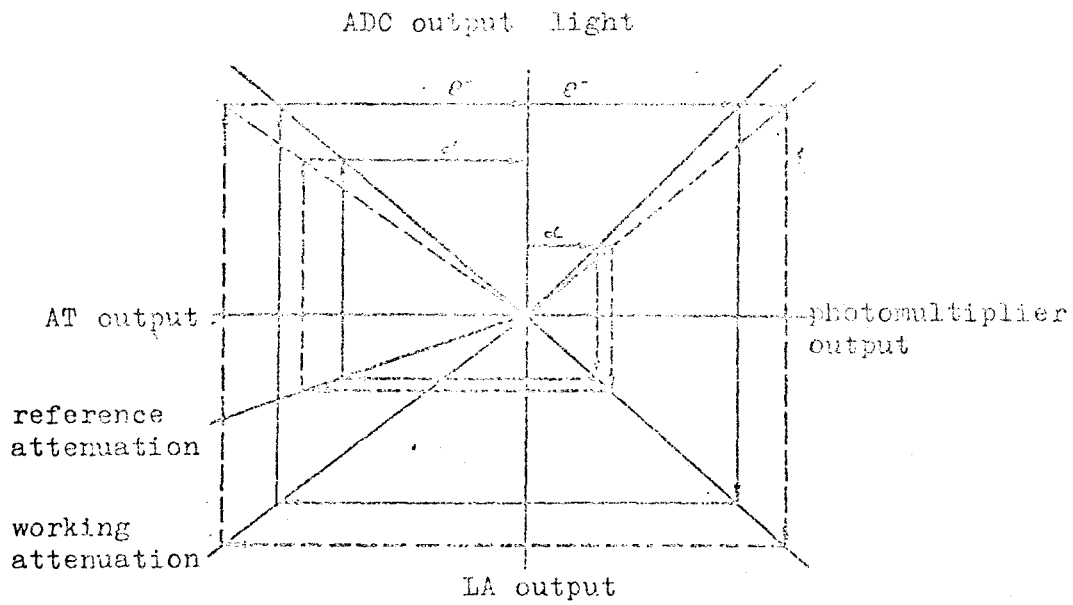 ADC output light
e⁻ e⁻
α
AT output
photomultiplier
output
reference
attenuation
working
attenuation
LA output